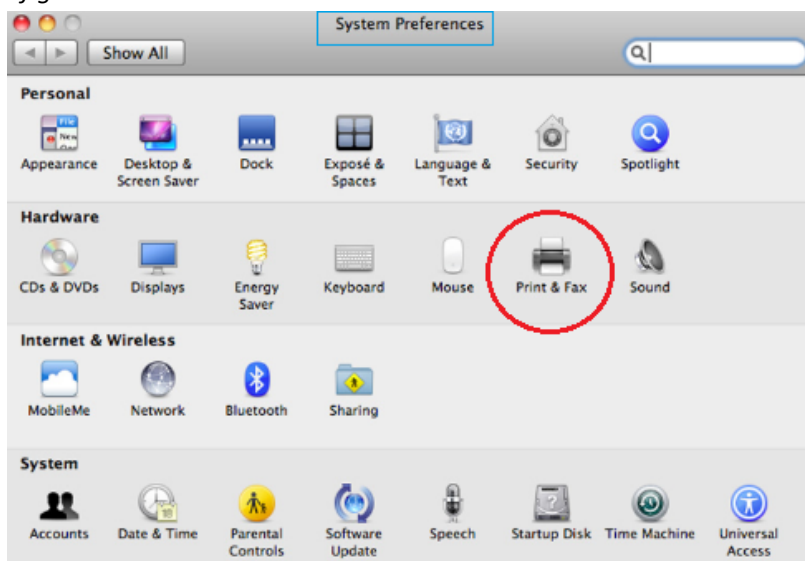 System Preferences
Show All
Personal
Appearance
Desktop &
Screen Saver
Dock
Exposé &
Spaces
Language &
Text
Security
Spotlight
Hardware
CDs & DVDs
Displays
Energy
Saver
Keyboard
Mouse
Print & Fax
Sound
Internet & Wireless
MobileMe
Network
Bluetooth
Sharing
System
Accounts
Date & Time
Parental
Controls
Software
Update
Speech
Startup Disk
Time Machine
Universal
Access